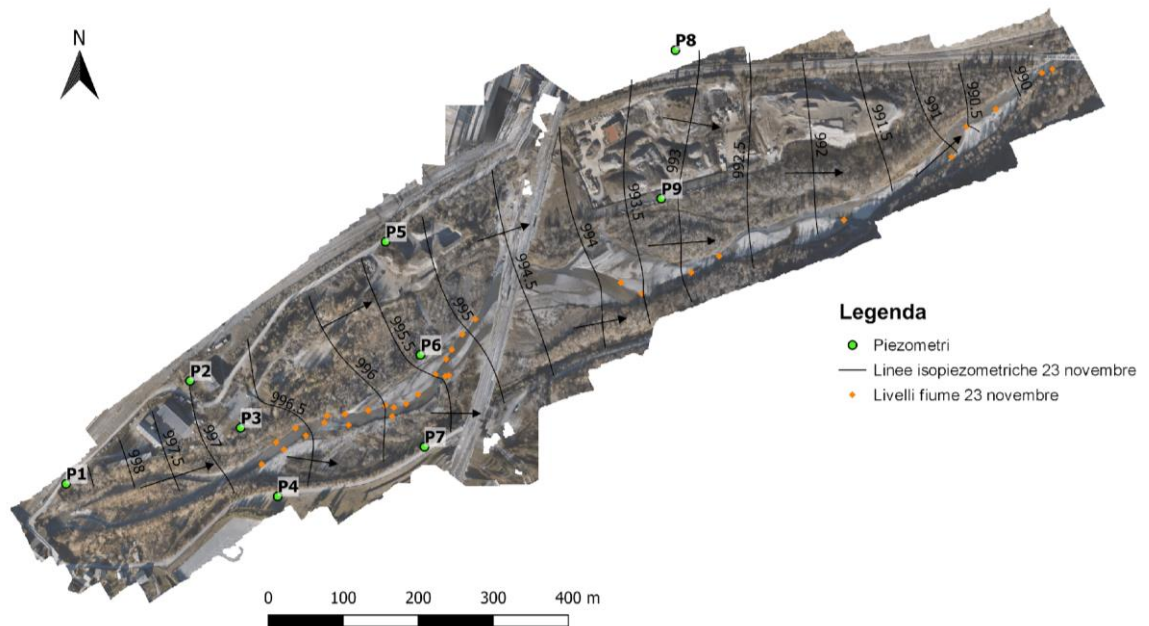 N
P8
990
990.5
991
991.5
992
992.5
993
993.5
P9
994
P5
994.5
995
995.5
P6
996
P2
996.5
P3
997
997.5
998
P7
P1
P4
Legenda
Piezometri
Linee isopiezometriche 23 novembre
Livelli fiume 23 novembre
0 100 200 300 400 m